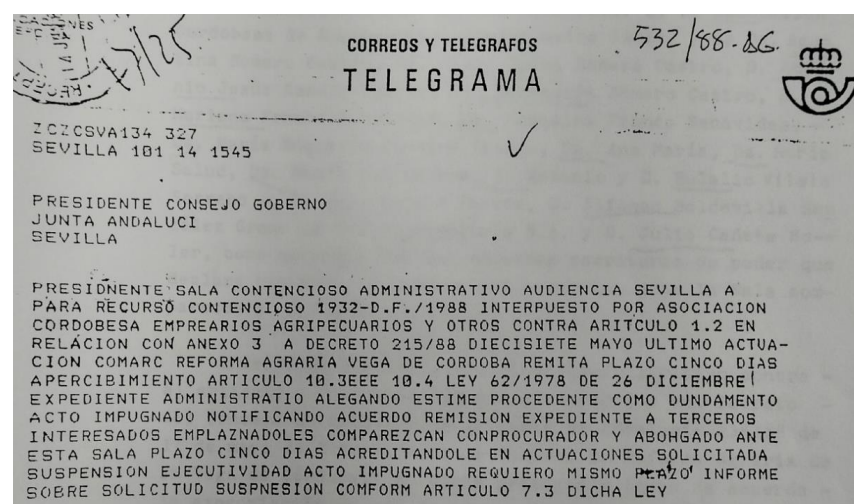 17/25.
532/88-DG.
CORREOS Y TELEGRAFOS
TELEGRAMA
ZCZCSVA134 327
SEVILLA 101 14 1545
PRESIDENTE CONSEJO GOBERNO
JUNTA ANDALUCI
SEVILLA
PRESIDNENTE SALA CONTENCIOSO ADMINISTRATIVO AUDIENCIA SEVILLA A
PARA RECURSO CONTENCIOSO 1932-D.F./1988 INTERPUESTO POR ASOCIACION
CORDOBESA EMPREARIOS AGRIPECUARIOS Y OTROS CONTRA ARITCULO 1.2 EN
RELACION CON ANEXO 3 A DECRETO 215/88 DIECISIETE MAYO ULTIMO ACTUA-
CION COMARC REFORMA AGRARIA VEGA DE CORDOBA REMITA PLAZO CINCO DIAS
APERCIBIMIENTO ARTICULO 10.3EEE 10.4 LEY 62/1978 DE 26 DICIEMBRE
EXPEDIENTE ADMINISTRATIO ALEGANDO ESTIME PROCEDENTE COMO DUNDAMENTO
ACTO IMPUGNADO NOTIFICANDO ACUERDO REMISION EXPEDIENTE A TERCEROS
INTERESADOS EMPLAZNADOLES COMPAREZCAN CONPROCURADOR Y ABOHGADO ANTE
ESTA SALA PLAZO CINCO DIAS ACREDITANDOLE EN ACTUACIONES SOLICITADA
SUSPENSION EJECUTIVIDAD ACTO IMPUGNADO REQUIERO MISMO PLAZO INFORME
SOBRE SOLICITUD SUSPNESION COMFORM ARTICULO 7.3 DICHA LEY